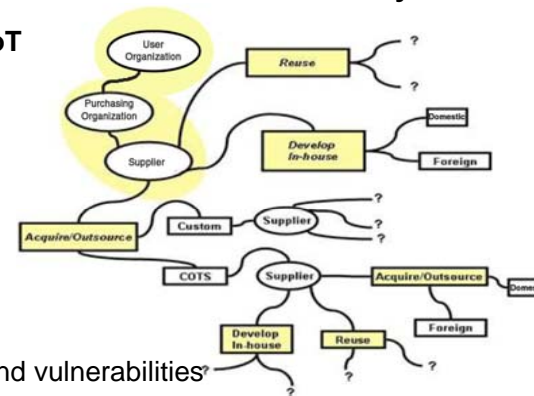 oT
User
Organization
Purchasing
Organization
Supplier
Reuse
?
?
Develop
In-house
Domestic
Foreign
Acquire/Outsource
Custom
Supplier
?
?
?
COTS
Supplier
Acquire/Outsource
Domes
Foreign
Develop
In-house
Reuse
?
?
?
?
nd vulnerabilities